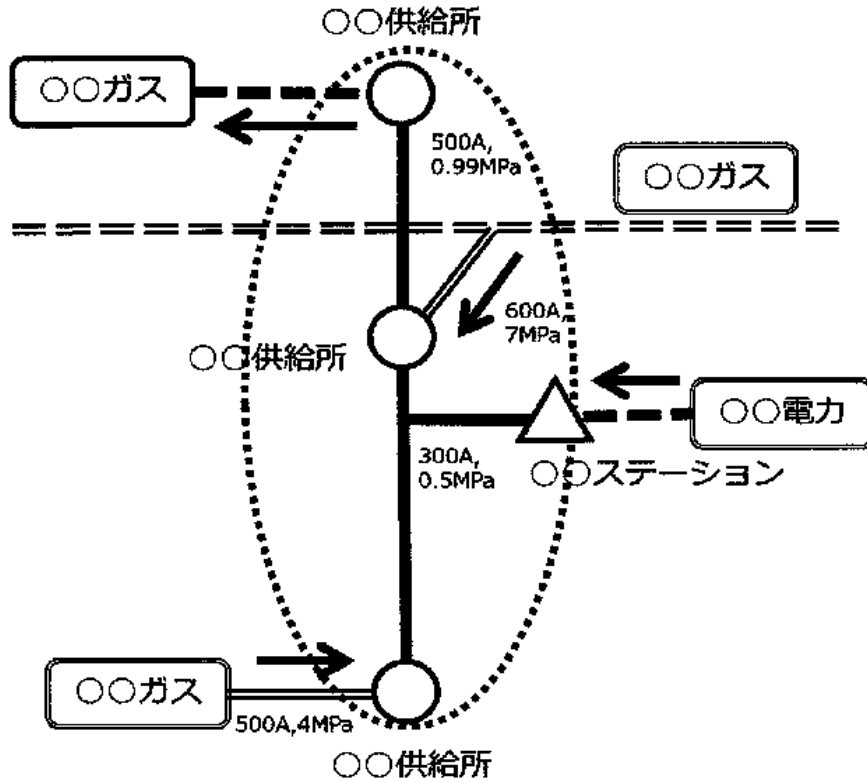 ○○供給所
○○ガス
500A,
0.99MPa
○○ガス
600A,
7MPa
○○供給所
○○電力
300A,
0.5MPa
○○ステーション
○○ガス
500A,4MPa
○○供給所